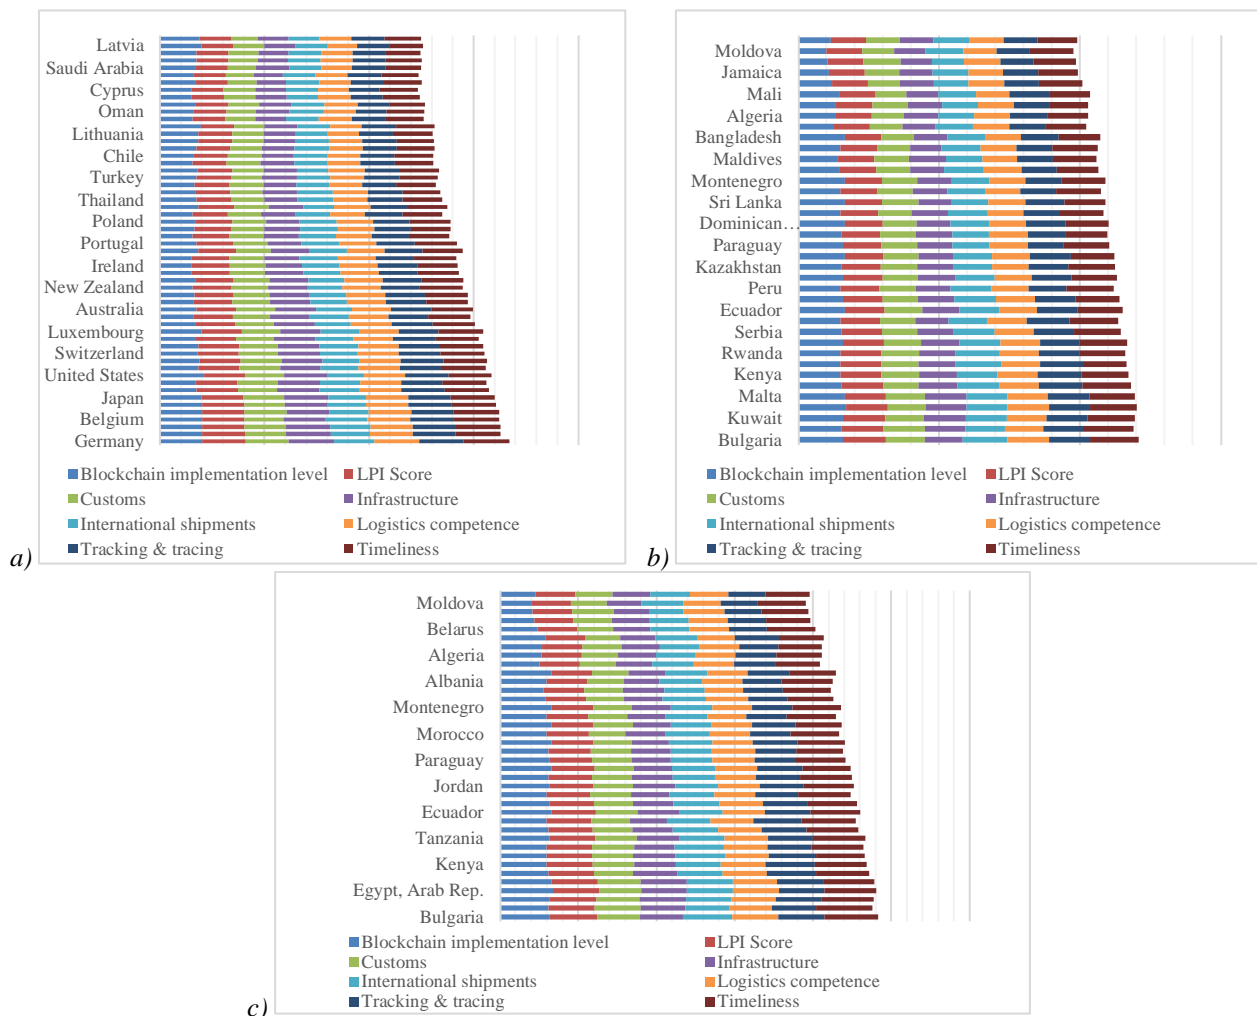 Latvia
Saudi Arabia
Cyprus
Oman
Lithuania
Chile
Turkey
Thailand
Poland
Portugal
Ireland
New Zealand
Australia
Luxembourg
Switzerland
United States
Japan
Belgium
Germany
Blockchain implementation level
LPI Score
Customs
Infrastructure
International shipments
Logistics competence
Tracking & tracing
Timeliness
a)
Moldova
Jamaica
Mali
Algeria
Bangladesh
Maldives
Montenegro
Sri Lanka
Dominican…
Paraguay
Kazakhstan
Peru
Ecuador
Serbia
Rwanda
Kenya
Malta
Kuwait
Bulgaria
Blockchain implementation level
LPI Score
Customs
Infrastructure
International shipments
Logistics competence
Tracking & tracing
Timeliness
b)
Moldova
Belarus
Algeria
Albania
Montenegro
Morocco
Paraguay
Jordan
Ecuador
Tanzania
Kenya
Egypt, Arab Rep.
Bulgaria
Blockchain implementation level
LPI Score
Customs
Infrastructure
International shipments
Logistics competence
Tracking & tracing
Timeliness
c)